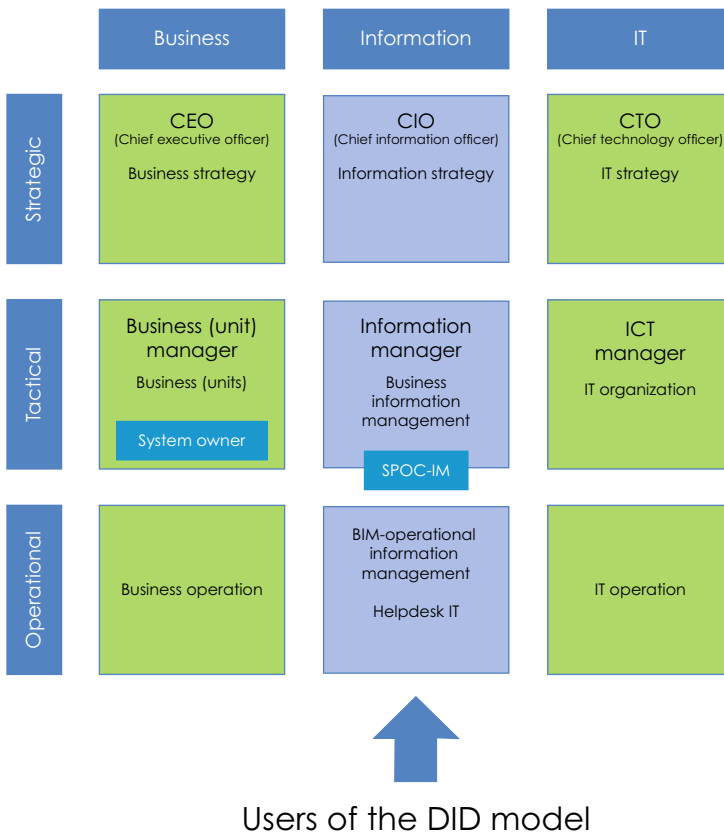 Business
Information
IT
Strategic
CEO
(Chief executive officer)
Business strategy
CIO
(Chief information officer)
Information strategy
CTO
(Chief technology officer)
IT strategy
Tactical
Business (unit)
manager
Business (units)
System owner
Information
manager
Business
information
management
SPOC-IM
ICT
manager
IT organization
Operational
Business operation
BIM-operational
information
management
Helpdesk IT
IT operation
Users of the DID model